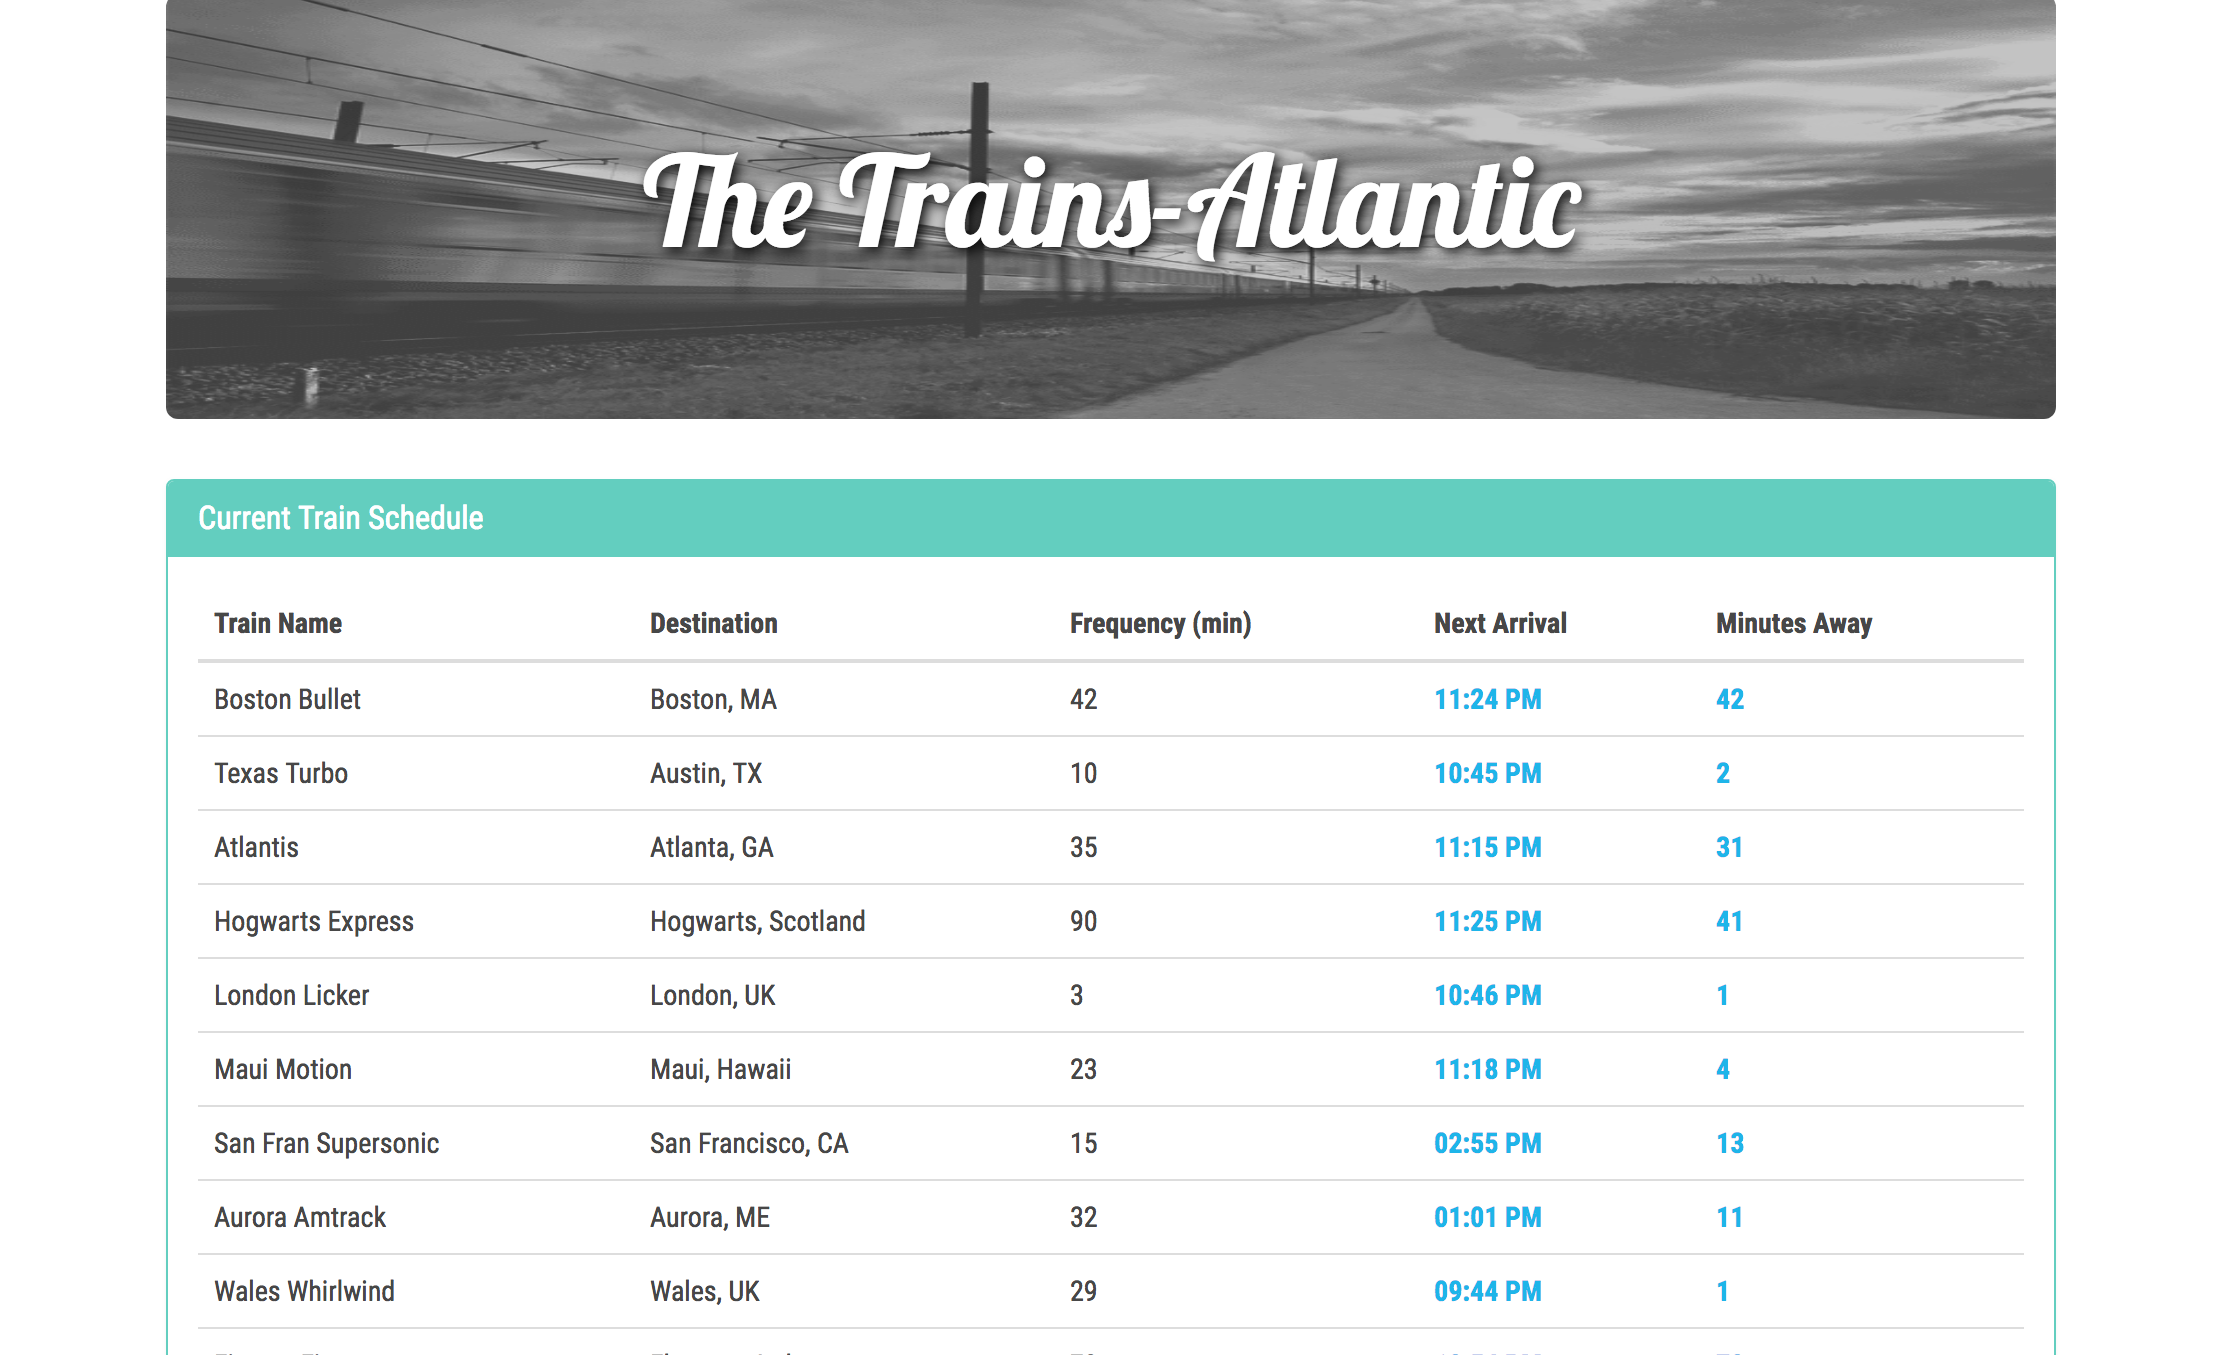 The Trains-Atlantic
Current Train Schedule
Train Name Destination Frequency (min) Next Arrival Minutes Away
Boston Bullet Boston, MA 42 11:24 PM 42
Texas Turbo Austin, TX 10 10:45 PM 2
Atlantis Atlanta, GA 35 11:15 PM 31
Hogwarts Express Hogwarts, Scotland 90 11:25 PM 41
London Licker London, UK 3 10:46 PM 1
Maui Motion Maui, Hawaii 23 11:18 PM 4
San Fran Supersonic San Francisco, CA 15 02:55 PM 13
Aurora Amtrack Aurora, ME 32 01:01 PM 11
Wales Whirlwind Wales, UK 29 09:44 PM 1